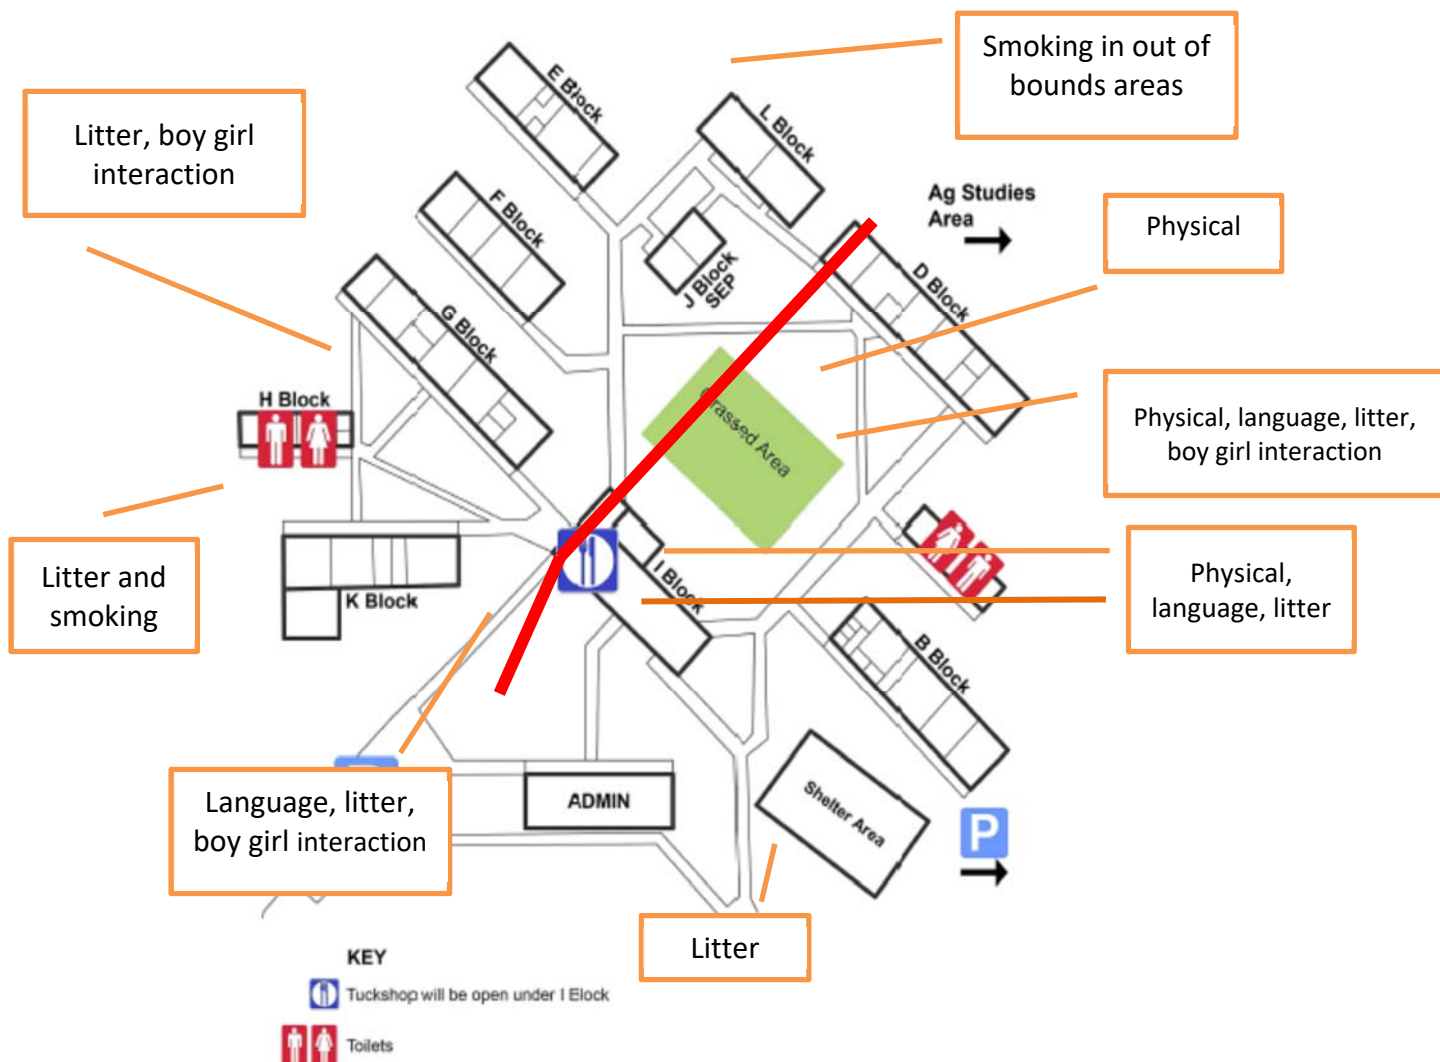 Smoking in out of
bounds areas
E Block
L Block
Litter, boy girl
interaction
Ag Studies
Area
Physical
F Block
J Block
SEP
D Block
G Block
H Block
Grassed Area
Physical, language, litter,
boy girl interaction
Litter and
smoking
K Block
I Block
Physical,
language, litter
B Block
Language, litter,
boy girl interaction
ADMIN
Shelter Area
P
Litter
KEY
Tuckshop will be open under I Elock
Toilets